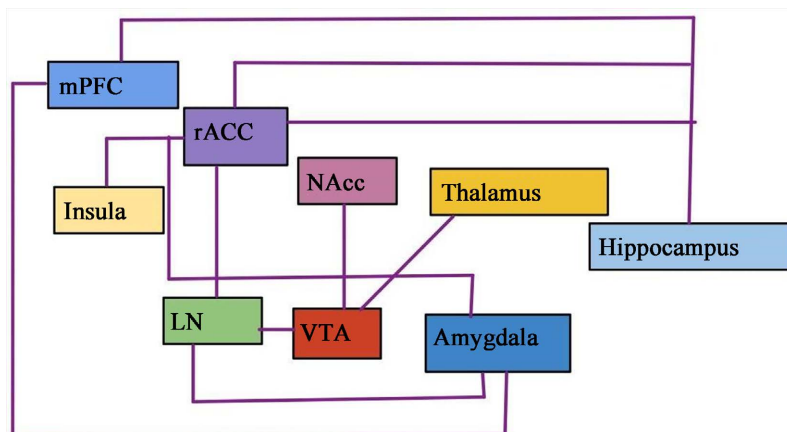 mPFC
rACC
NAcc
Thalamus
Insula
Hippocampus
LN
VTA
Amygdala